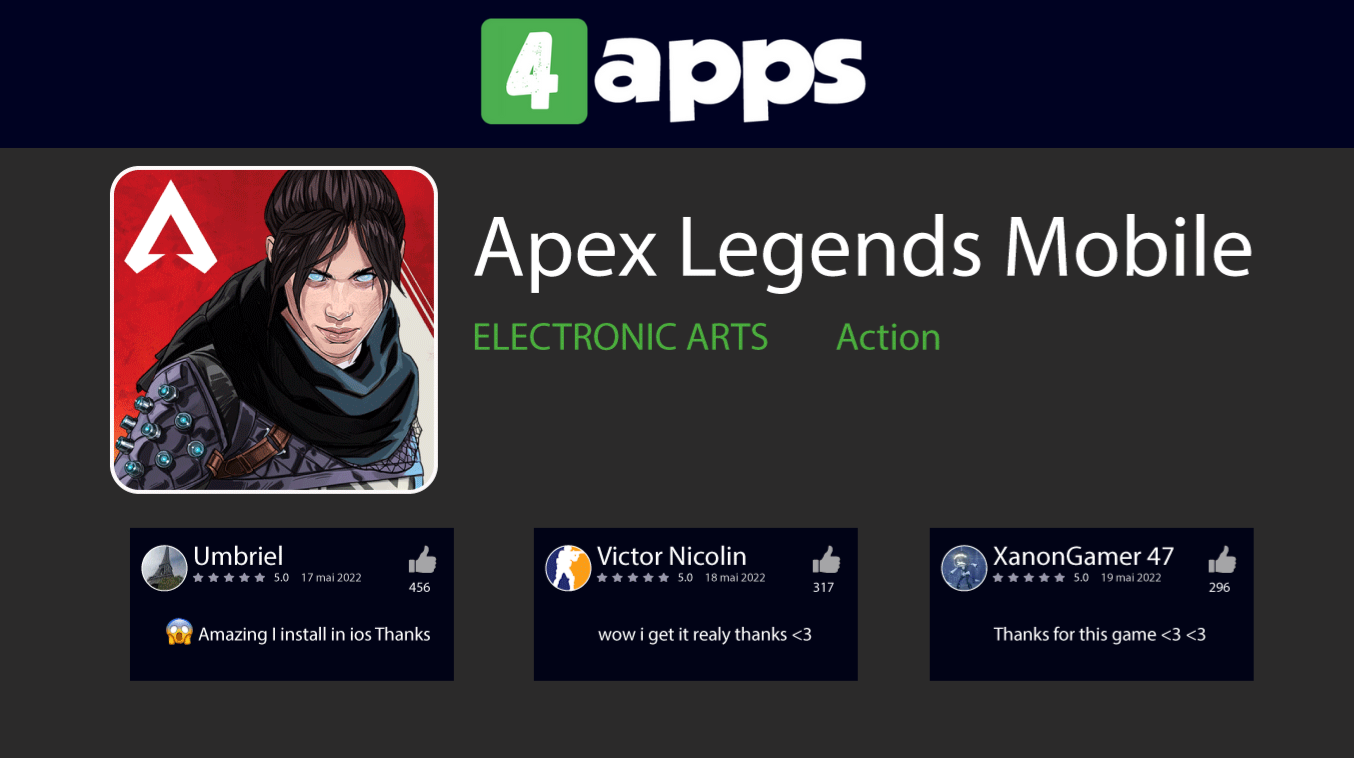 4 apps
Apex Legends Mobile
ELECTRONIC ARTS Action
Umbriel
5.0 17 mai 2022
456
😱 Amazing I install in ios Thanks
Victor Nicolin
5.0 18 mai 2022
317
wow i get it realy thanks <3
XanonGamer 47
5.0 19 mai 2022
296
Thanks for this game <3 <3